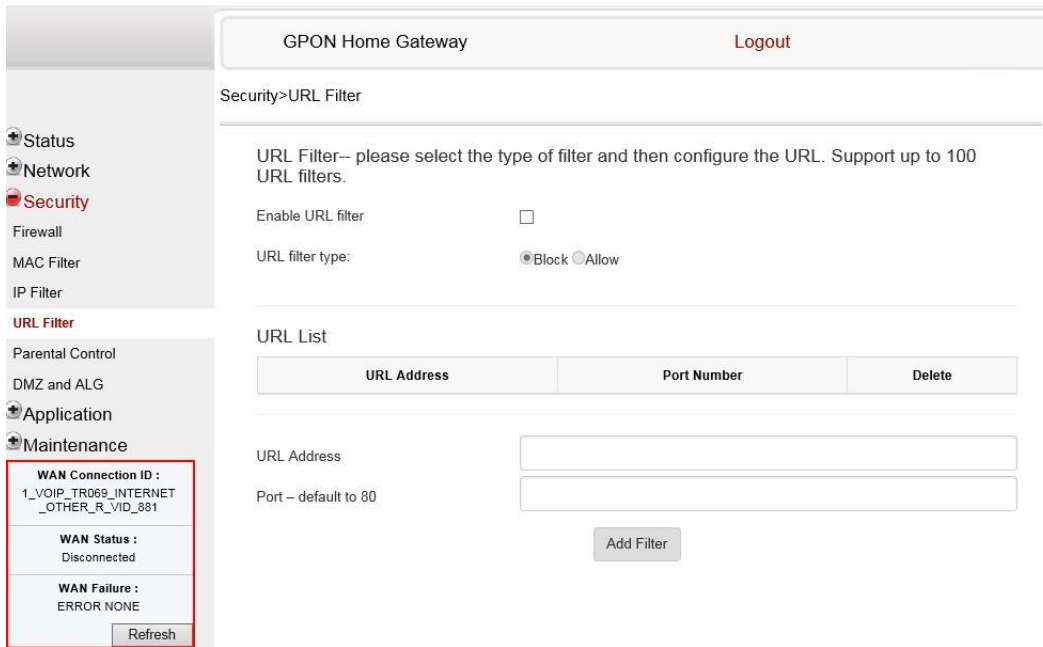 GPON Home Gateway
Logout
Security>URL Filter
Status
Network
Security
Firewall
MAC Filter
IP Filter
URL Filter
Parental Control
DMZ and ALG
Application
Maintenance
WAN Connection ID :
1_VOIP_TR069_INTERNET
_OTHER_R_VID_881
WAN Status :
Disconnected
WAN Failure :
ERROR NONE
Refresh
URL Filter-- please select the type of filter and then configure the URL. Support up to 100
URL filters.
Enable URL filter
URL filter type: Block Allow
URL List
URL Address Port Number Delete
URL Address
Port – default to 80
Add Filter